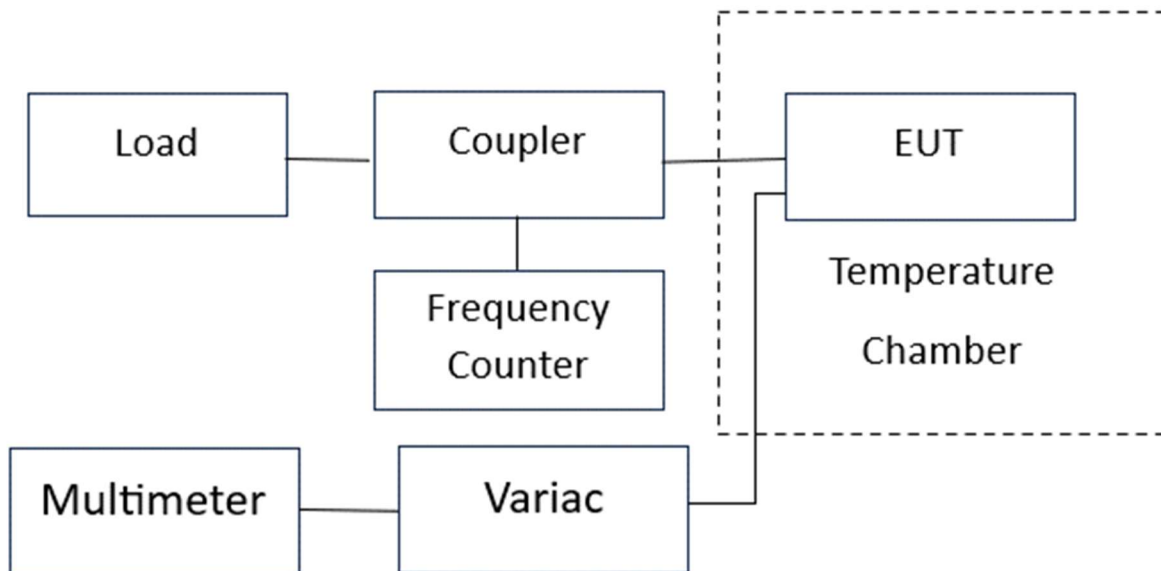 Load
Coupler
EUT
Frequency
Counter
Temperature
Chamber
Multimeter
Variac